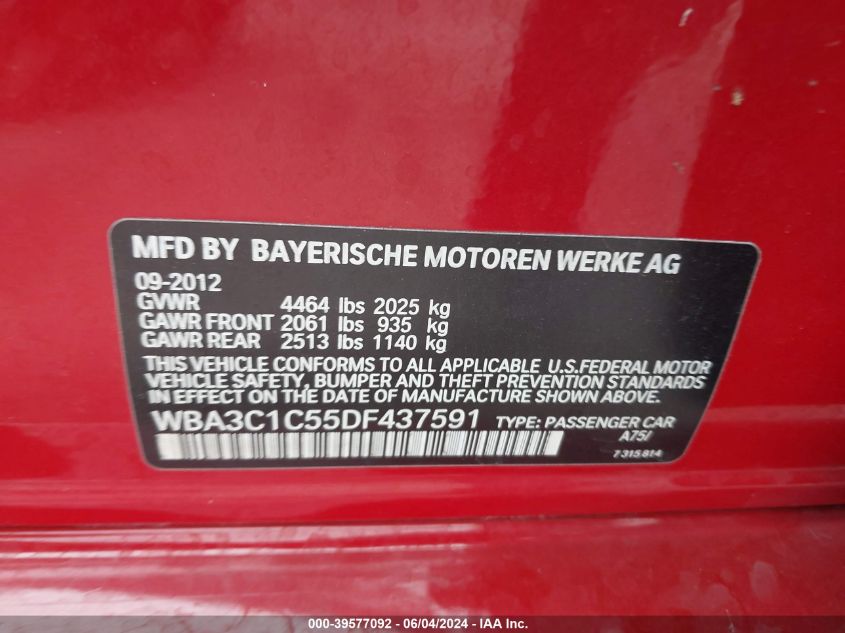 MFD BY BAYERISCHE MOTOREN WERKE AG
09-2012
GVWR 4464 lbs 2025 kg
GAWR FRONT 2061 lbs 935 kg
GAWR REAR 2513 lbs 1140 kg
THIS VEHICLE CONFORMS TO ALL APPLICABLE U.S.FEDERAL MOTOR
VEHICLE SAFETY, BUMPER AND THEFT PREVENTION STANDARDS
IN EFFECT ON THE DATE OF MANUFACTURE SHOWN ABOVE.
WBA3C1C55DF437591 TYPE: PASSENGER CAR
A75/
7315814
000-39577092 - 06/04/2024 - IAA Inc.